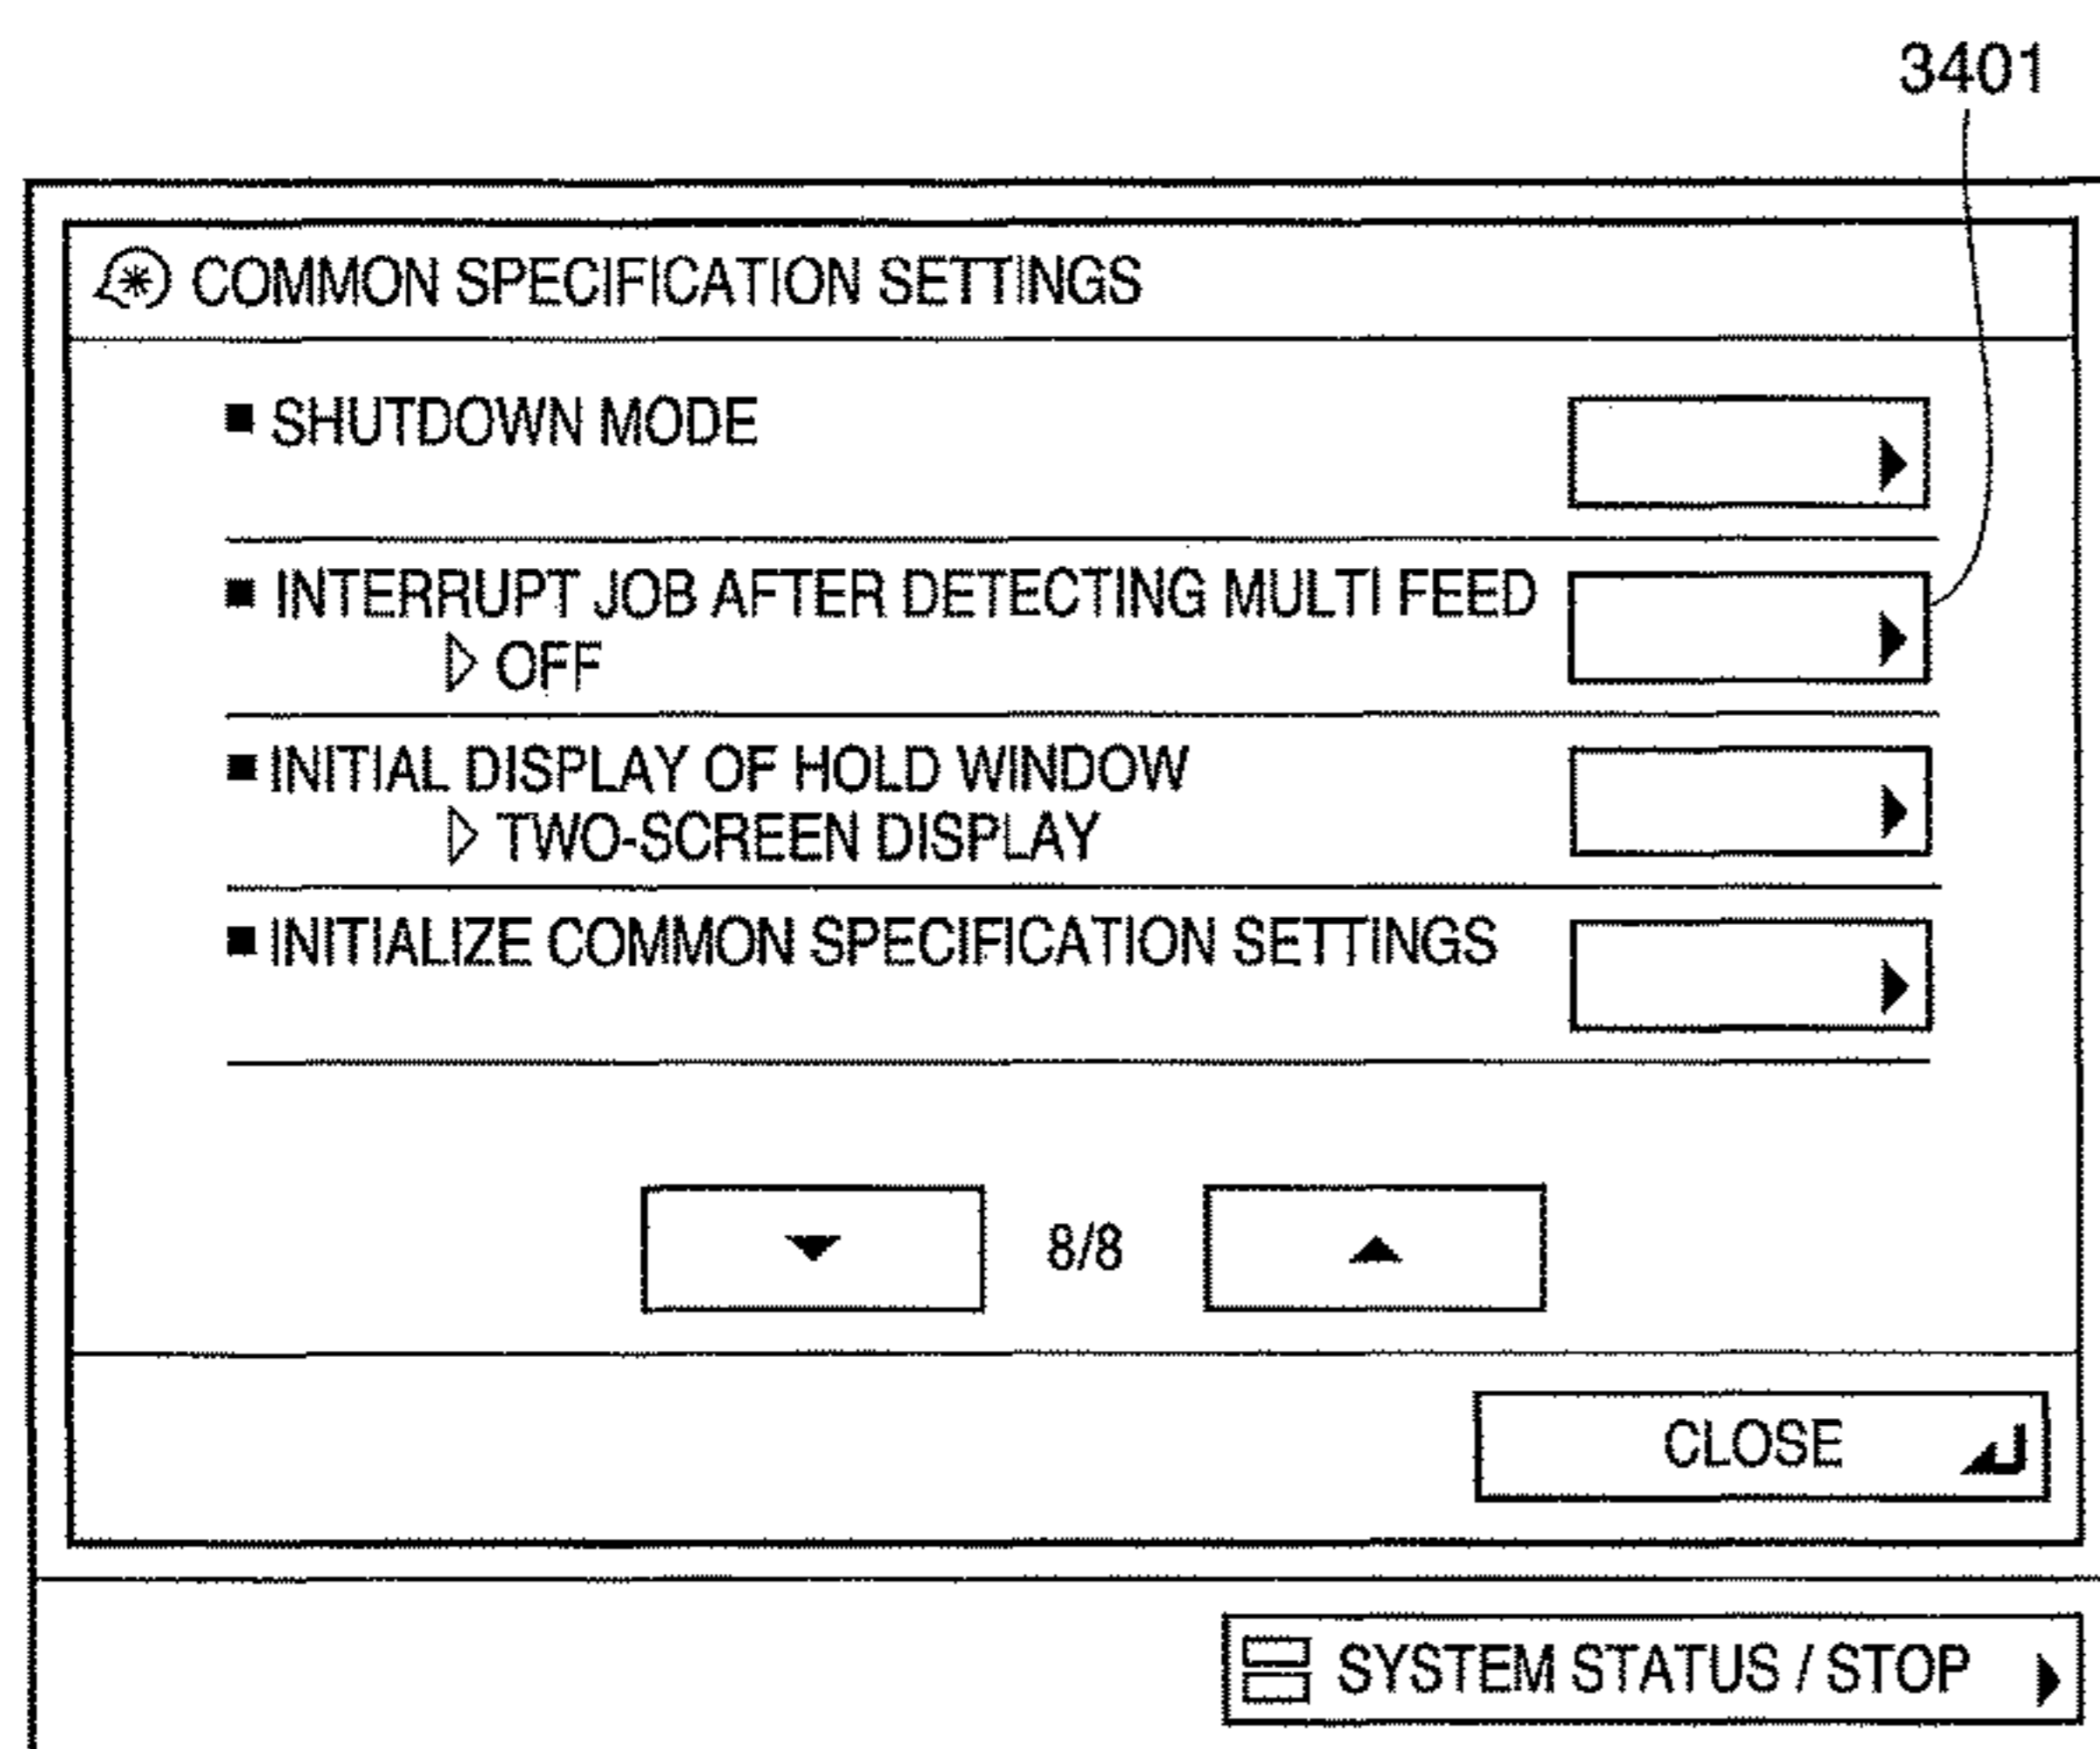 3401
COMMON SPECIFICATION SETTINGS
■ SHUTDOWN MODE
■ INTERRUPT JOB AFTER DETECTING MULTI FEED
▷ OFF
■ INITIAL DISPLAY OF HOLD WINDOW
▷ TWO-SCREEN DISPLAY
■ INITIALIZE COMMON SPECIFICATION SETTINGS
8/8
CLOSE
SYSTEM STATUS / STOP